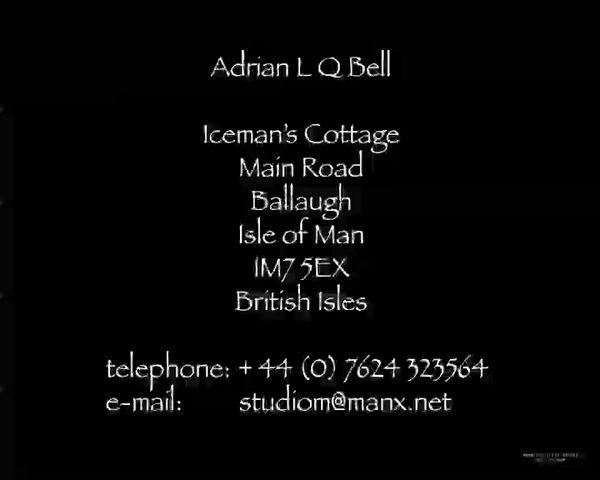 Adrian L Q Bell
Iceman's Cottage
Main Road
Ballaugh
Isle of Man
IM7 5EX
British Isles
telephone: + 44 (0) 7624 323564
e-mail: studiom@manx.net